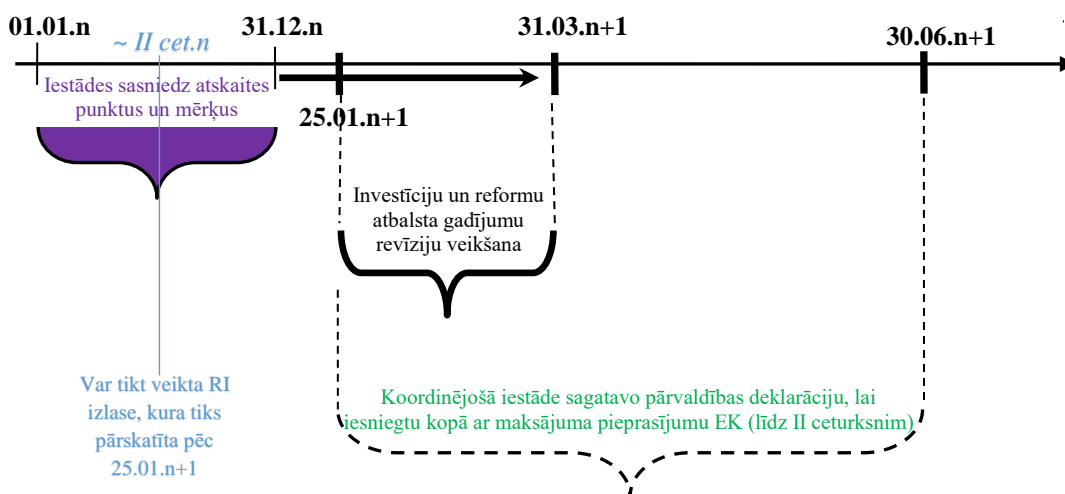 01.01.n
~ II cet.n
31.12.n
31.03.n+1
30.06.n+1
Iestādes sasniedz atskaites
punktus un mērķus
25.01.n+1
Investīciju un reformu
atbalsta gadījumu
revīziju veikšana
Var tikt veikta RI
izlase, kura tiks
pārskatīta pēc
25.01.n+1
Koordinējošā iestāde sagatavo pārvaldības deklarāciju, lai
iesniegtu kopā ar maksājuma pieprasījumu EK (līdz II ceturksnim)